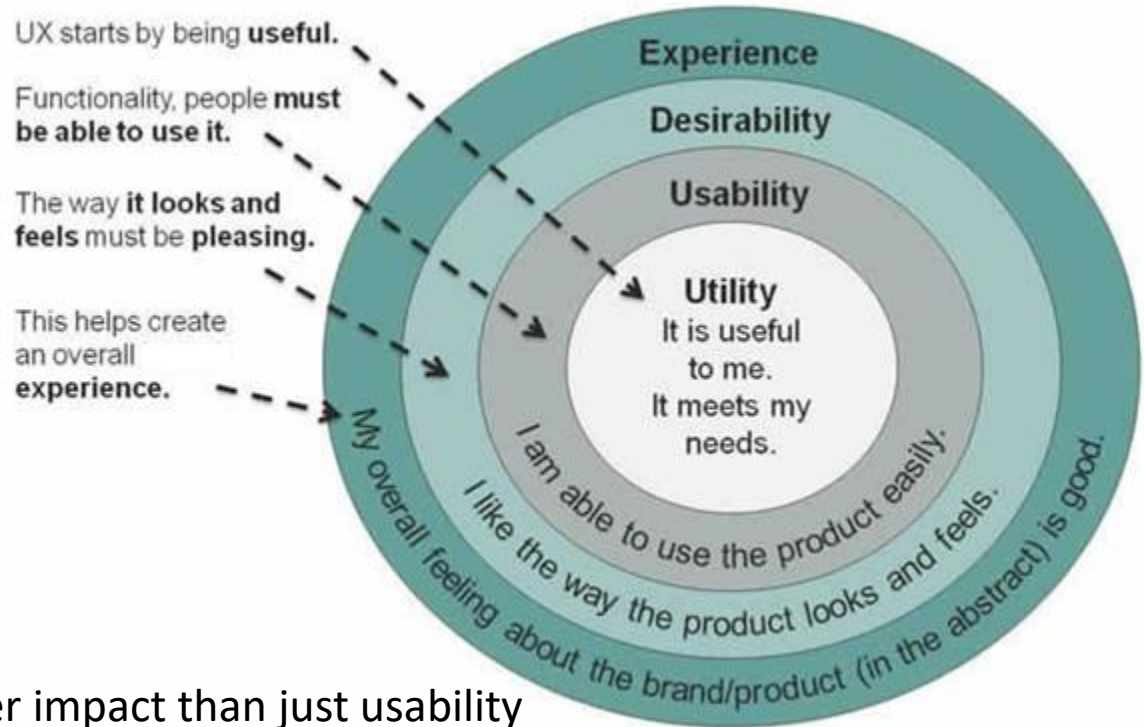 UX starts by being useful.
Functionality, people must
be able to use it.
The way it looks and
feels must be pleasing.
This helps create
an overall
experience.
Experience
Desirability
Usability
Utility
It is useful
to me.
It meets my
needs.
I am able to use the product easily.
I like the way the product looks and feels.
My overall feeling about the brand/product (in the abstract) is good.
er impact than just usability